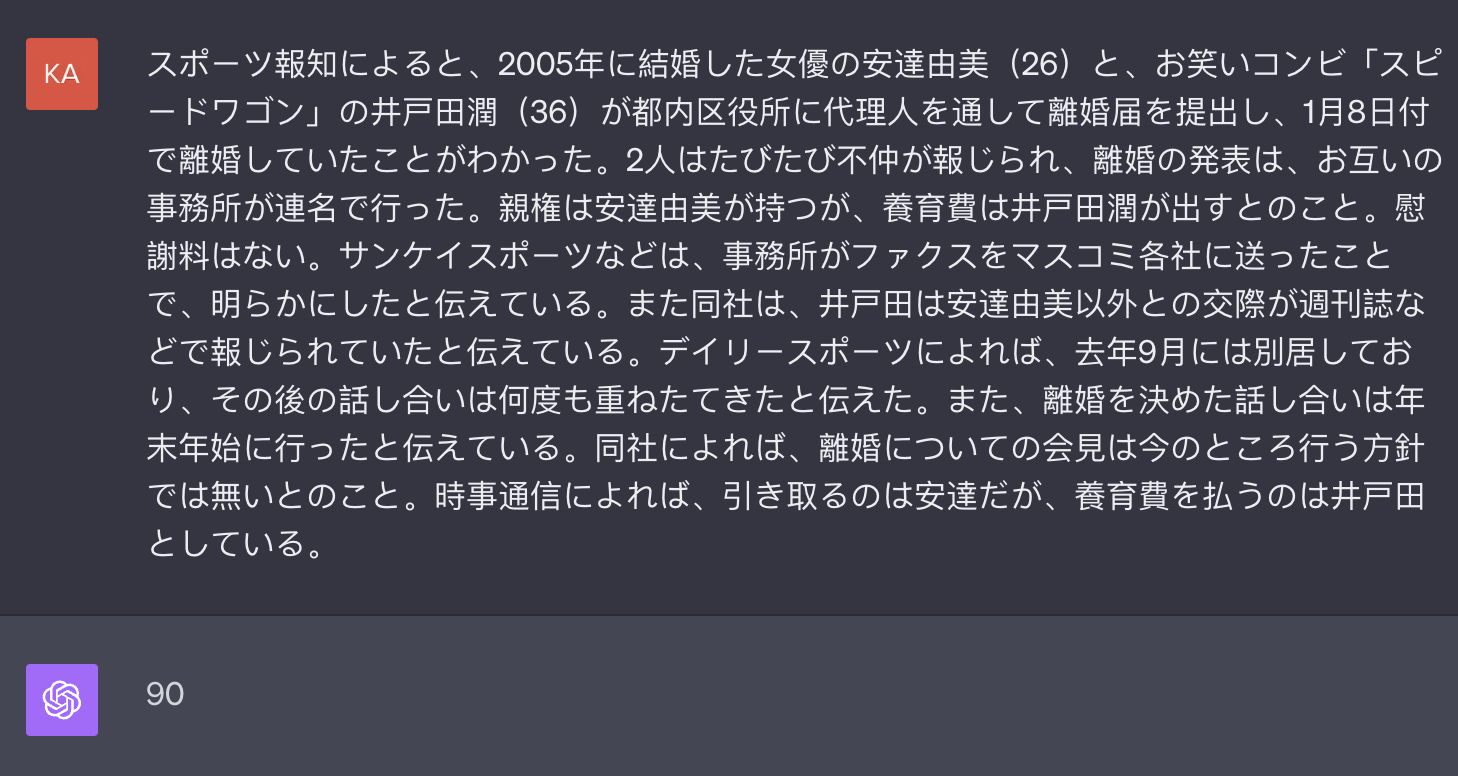 KA
スポーツ報知によると、2005年に結婚した女優の安達由美（26）と、お笑いコンビ「スピ
ードワゴン」の井戸田潤（36）が都内区役所に代理人を通して離婚届を提出し、1月8日付
で離婚していたことがわかった。2人はたびたび不仲が報じられ、離婚の発表は、お互いの
事務所が連名で行った。親権は安達由美が持つが、養育費は井戸田潤が出すとのこと。慰
謝料はない。サンケイスポーツなどは、事務所がファクスをマスコミ各社に送ったこと
で、明らかにしたと伝えている。また同社は、井戸田は安達由美以外との交際が週刊誌な
どで報じられていたと伝えている。デイリースポーツによれば、去年9月には別居してお
り、その後の話し合いは何度も重ねたてきたと伝えた。また、離婚を決めた話し合いは年
末年始に行ったと伝えている。同社によれば、離婚についての会見は今のところ行う方針
では無いとのこと。時事通信によれば、引き取るのは安達だが、養育費を払うのは井戸田
としている。
90